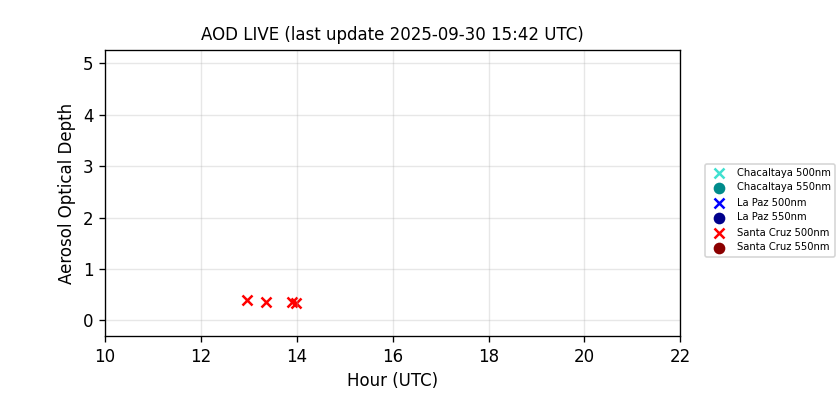 AOD LIVE (last update 2025-09-30 15:42 UTC)
Aerosol Optical Depth
5
4
3
2
1
0
10 12 14 16 18 20 22
Hour (UTC)
Chacaltaya 500nm
Chacaltaya 550nm
La Paz 500nm
La Paz 550nm
Santa Cruz 500nm
Santa Cruz 550nm